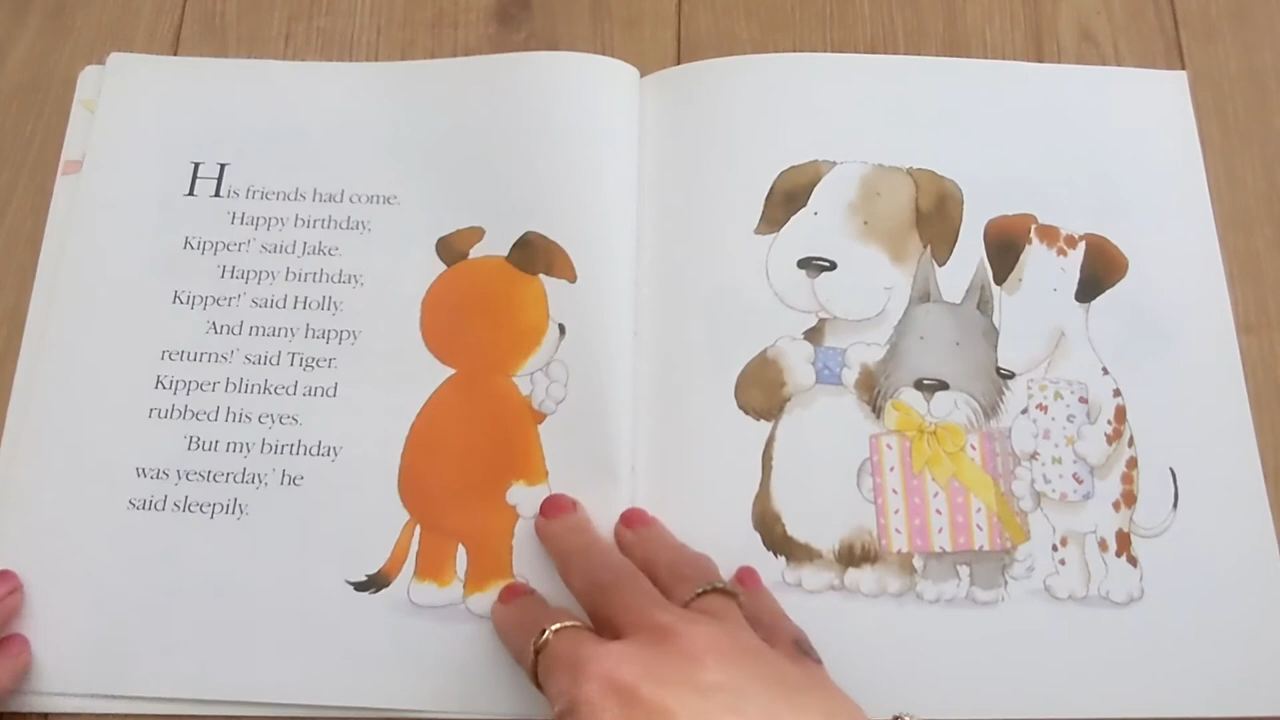 His friends had come.
'Happy birthday,
Kipper!' said Jake.
'Happy birthday,
Kipper!' said Holly.
'And many happy
returns!' said Tiger.
Kipper blinked and
rubbed his eyes.
'But my birthday
was yesterday,' he
said sleepily.